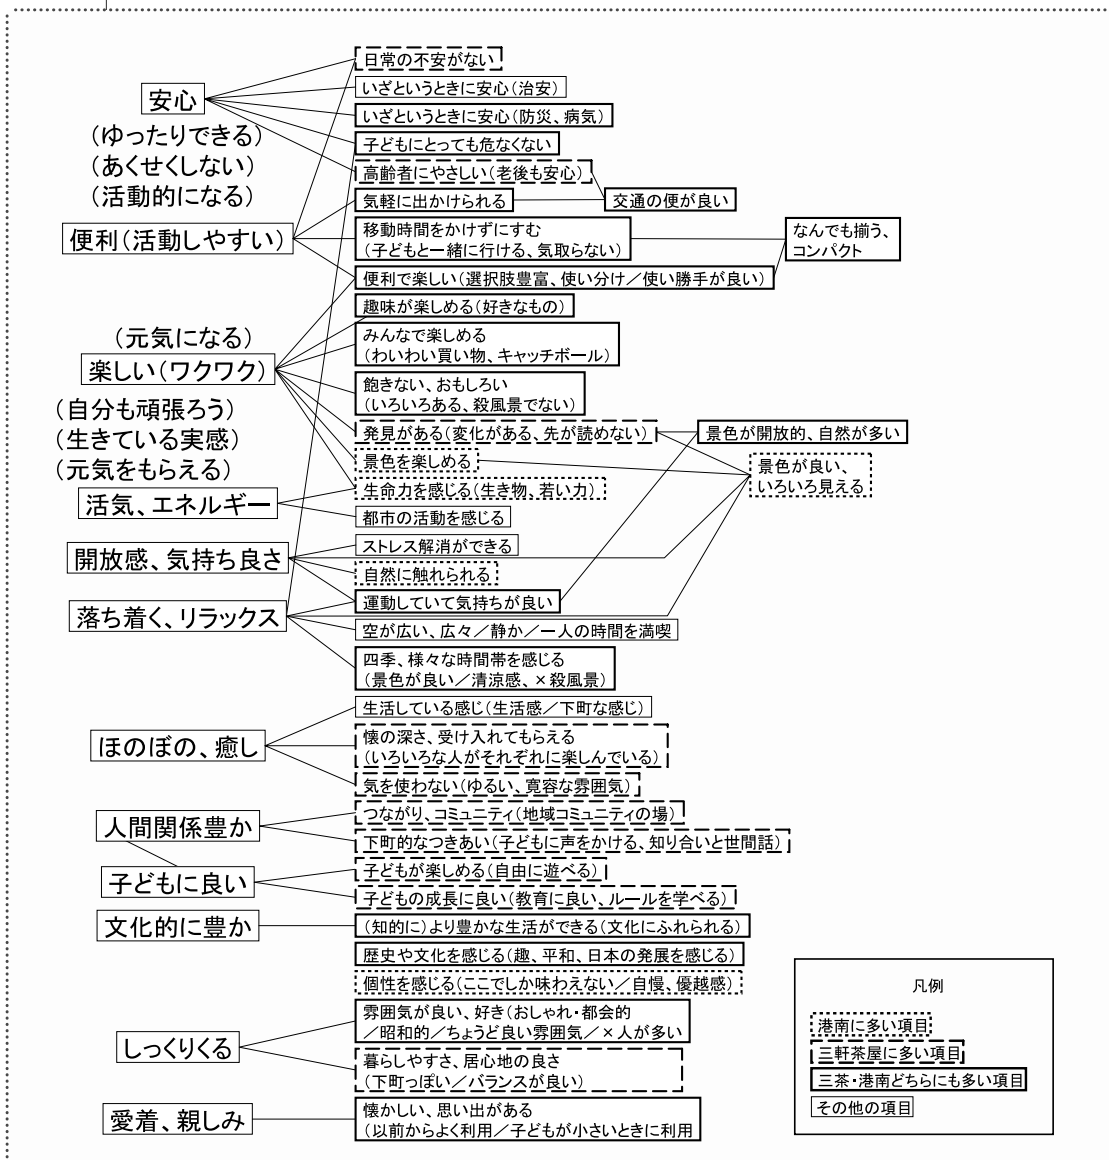 日常の不安がない
いざというときに安心（治安）
安心
いざというときに安心（防災、病気）
（ゆったりできる）
子どもにとっても危なくない
（あくせくしない）
高齢者にやさしい（老後も安心）
（活動的になる）
気軽に出かけられる
交通の便が良い
便利（活動しやすい）
移動時間をかけずにすむ
（子どもと一緒に行ける、気取らない）
なんでも揃う、
コンパクト
便利で楽しい（選択肢豊富、使い分け／使い勝手が良い）
趣味が楽しめる（好きなもの）
（元気になる）
みんなで楽しめる
（わいわい買い物、キャッチボール）
楽しい（ワクワク）
飽きない、おもしろい
（いろいろある、殺風景でない）
（自分も頑張ろう）
発見がある（変化がある、先が読めない）
景色が開放的、自然が多い
（生きている実感）
景色を楽しめる
景色が良い、
いろいろ見える
（元気をもらえる）
生命力を感じる（生き物、若い力）
活気、エネルギー
都市の活動を感じる
ストレス解消ができる
開放感、気持ち良さ
自然に触れられる
運動していて気持ちが良い
落ち着く、リラックス
空が広い、広々／静か／一人の時間を満喫
四季、様々な時間帯を感じる
（景色が良い／清涼感、×殺風景）
生活している感じ（生活感／下町な感じ）
ほのぼの、癒し
懐の深さ、受け入れてもらえる
（いろいろな人がそれぞれに楽しんでいる）
気を使わない（ゆるい、寛容な雰囲気）
人間関係豊か
つながり、コミュニティ（地域コミュニティの場）
下町的なつきあい（子どもに声をかける、知り合いと世間話）
子どもに良い
子どもが楽しめる（自由に遊べる）
子どもの成長に良い（教育に良い、ルールを学べる）
文化的に豊か
（知的に）より豊かな生活ができる（文化にふれられる）
歴史や文化を感じる（趣、平和、日本の発展を感じる）
個性を感じる（ここでしか味わえない／自慢、優越感）
雰囲気が良い、好き（おしゃれ・都会的
／昭和的／ちょうど良い雰囲気／×人が多い
しっくりくる
暮らしやすさ、居心地の良さ
（下町っぽい／バランスが良い）
愛着、親しみ
懐かしい、思い出がある
（以前からよく利用／子どもが小さいときに利用
凡例
港南に多い項目
三軒茶屋に多い項目
三茶・港南どちらにも多い項目
その他の項目